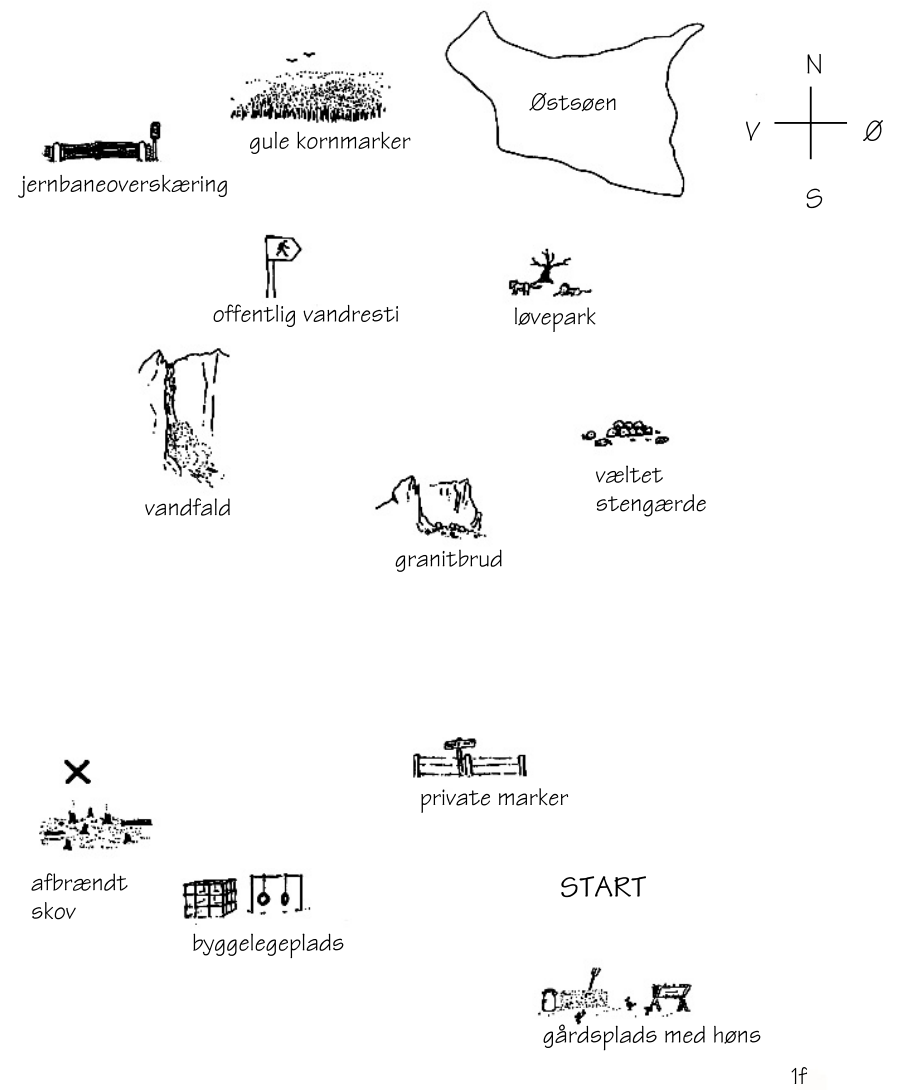 N
Østsøen
V
Ø
gule kornmarker
jernbaneoverskæring
S
offentlig vandresti
løvepark
væltet
stengærde
vandfald
granitbrud
private marker
afbrændt
skov
START
byggelegeplads
gårdsplads med høns
1f